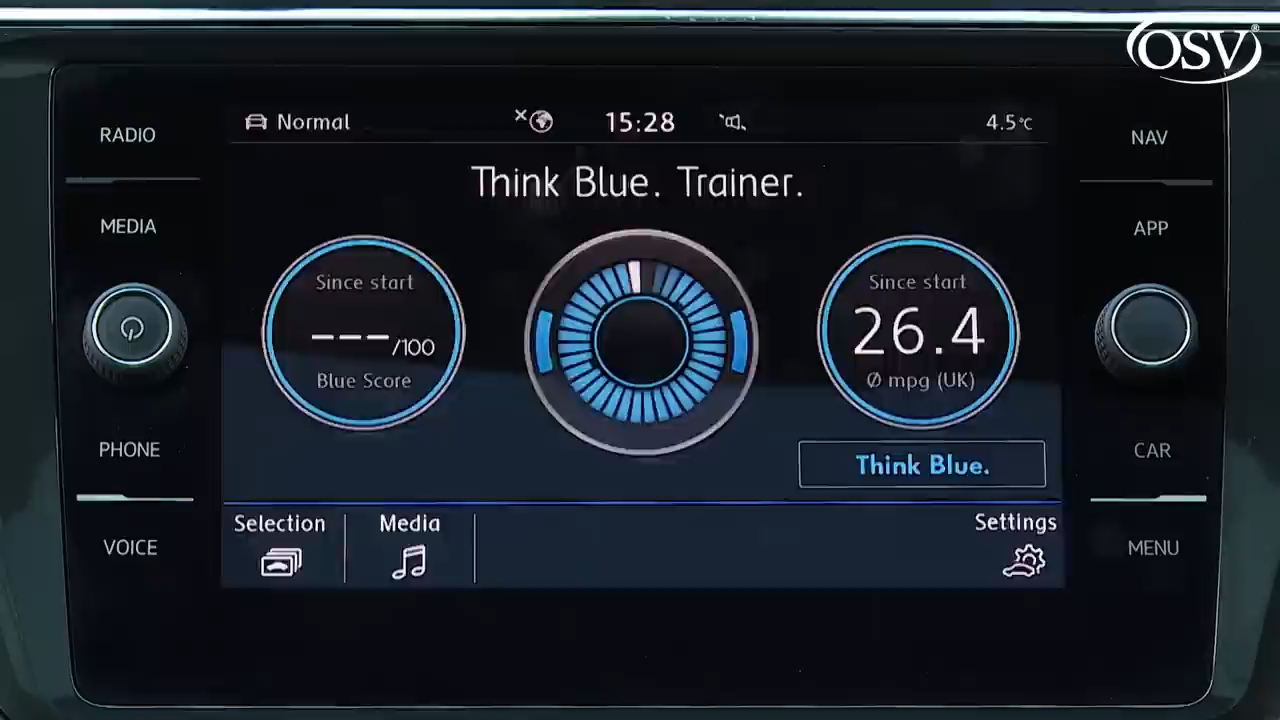 OSV®
RADIO
MEDIA
PHONE
VOICE
Normal
15:28
4.5°C
Think Blue. Trainer.
Since start
---/100
Blue Score
Since start
26.4
Ø mpg (UK)
Think Blue.
Selection
Media
Settings
NAV
APP
CAR
MENU